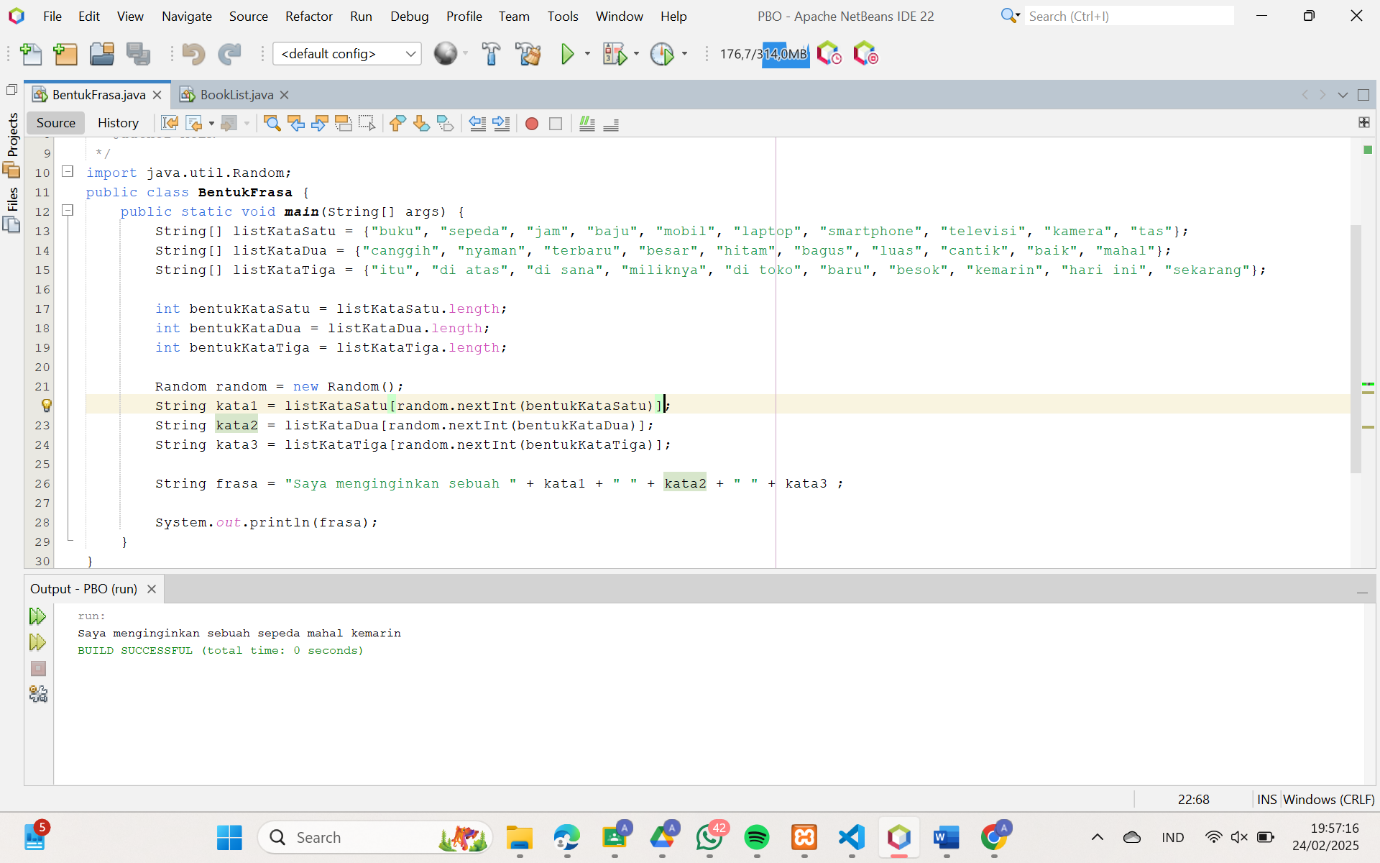 File Edit View Navigate Source Refactor Run Debug Profile Team Tools Window Help PBO - Apache NetBeans IDE 22 Search (Ctrl+I)
<default config> 176,7/314,0MB
BentukFrasa.java BookList.java
Source History
Projects
Files
9 */
10 import java.util.Random;
11 public class BentukFrasa {
12 public static void main(String[] args) {
13 String[] listKataSatu = {"buku", "sepeda", "jam", "baju", "mobil", "laptop", "smartphone", "televisi", "kamera", "tas"};
14 String[] listKataDua = {"canggih", "nyaman", "terbaru", "besar", "hitam", "bagus", "luas", "cantik", "baik", "mahal"};
15 String[] listKataTiga = {"itu", "di atas", "di sana", "miliknya", "di toko", "baru", "besok", "kemarin", "hari ini", "sekarang"};
16
17 int bentukKataSatu = listKataSatu.length;
18 int bentukKataDua = listKataDua.length;
19 int bentukKataTiga = listKataTiga.length;
20
21 Random random = new Random();
String kata1 = listKataSatu[random.nextInt(bentukKataSatu)];
23 String kata2 = listKataDua[random.nextInt(bentukKataDua)];
24 String kata3 = listKataTiga[random.nextInt(bentukKataTiga)];
25
26 String frasa = "Saya menginginkan sebuah " + kata1 + " " + kata2 + " " + kata3 ;
27
28 System.out.println(frasa);
29 }
30 }
Output - PBO (run)
run:
Saya menginginkan sebuah sepeda mahal kemarin
BUILD SUCCESSFUL (total time: 0 seconds)
22:68 INS Windows (CRLF)
5 Search A A 42 W A IND 19:57:16
24/02/2025